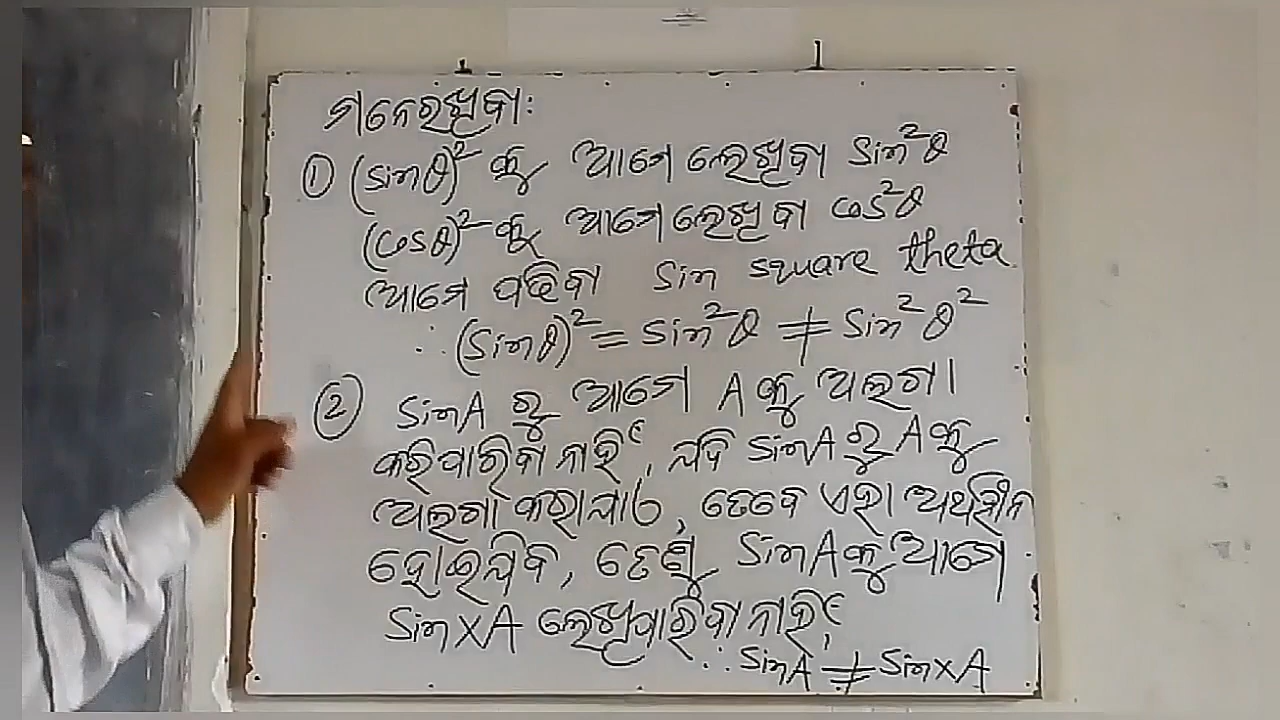 ମନେରଖିବା:
① (sinθ)² କୁ ଆମେ ଲେଖିବା sin²θ
(cosθ)² କୁ ଆମେ ଲେଖିବା cos²θ
ଆମେ ପଢିବା sin square theta
∴ (sinθ)² = sin²θ ≠ sin²θ²
② sinA ରୁ ଆମେ A କୁ ଅଲଗା
କରିପାରିବା ନାହିଁ, ଯଦି sinA ରୁ A କୁ
ଅଲଗା କରାଯାଏ, ତେବେ ଏହା ଅର୍ଥହୀନ
ହୋଇଯିବ, ତେଣୁ sinA କୁ ଆମେ
sin×A ଲେଖିପାରିବା ନାହିଁ,
∴ sinA ≠ sin×A